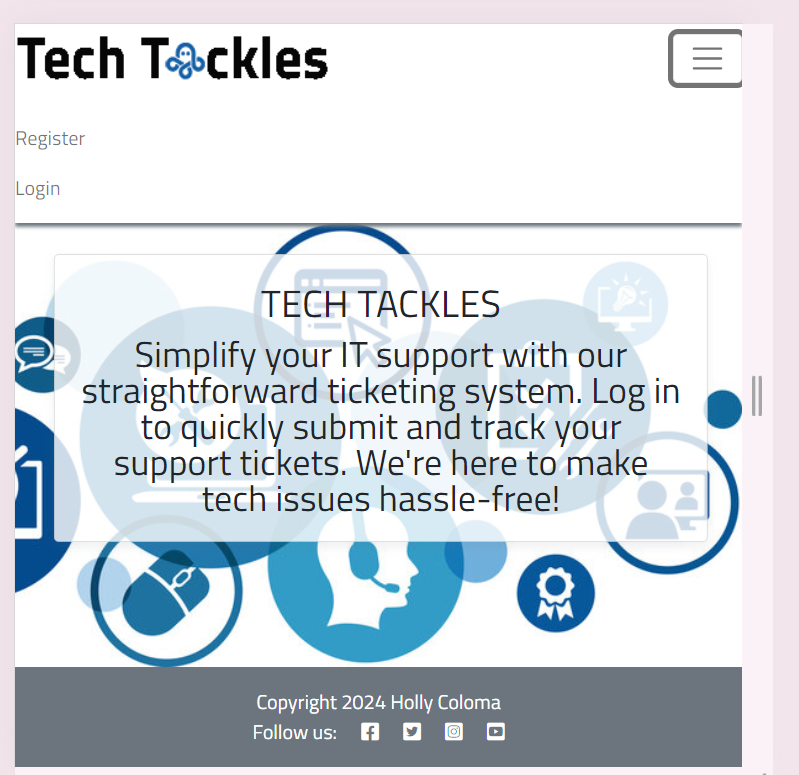 Tech Tackles
Register
Login
TECH TACKLES
Simplify your IT support with our
straightforward ticketing system. Log in
to quickly submit and track your
support tickets. We're here to make
tech issues hassle-free!
Copyright 2024 Holly Coloma
Follow us: